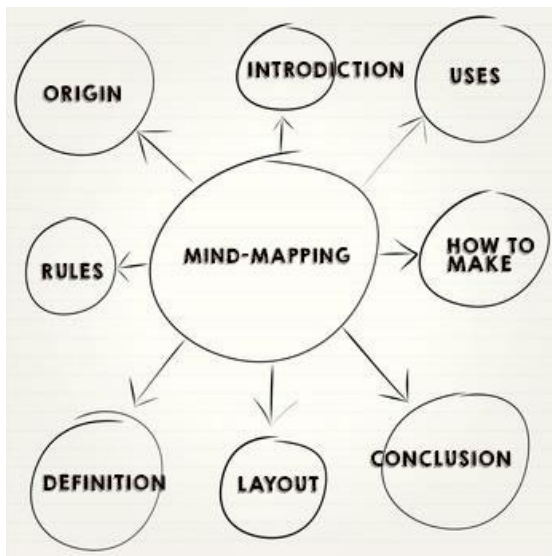 ORIGIN
INTRODICTION
USES
RULES
MIND-MAPPING
HOW TO
MAKE
DEFINITION
LAYOUT
CONCLUSION